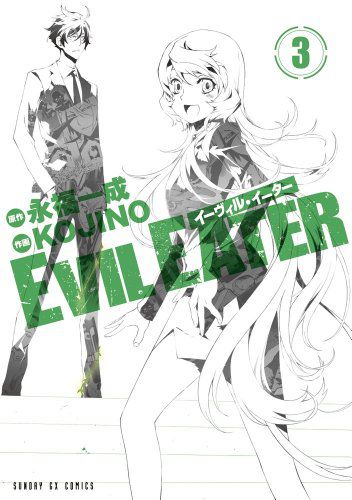 3
原作 永福一成
作画 KOJINO
イーヴィル・イーター
EVIL EATER
SUNDAY GX COMICS